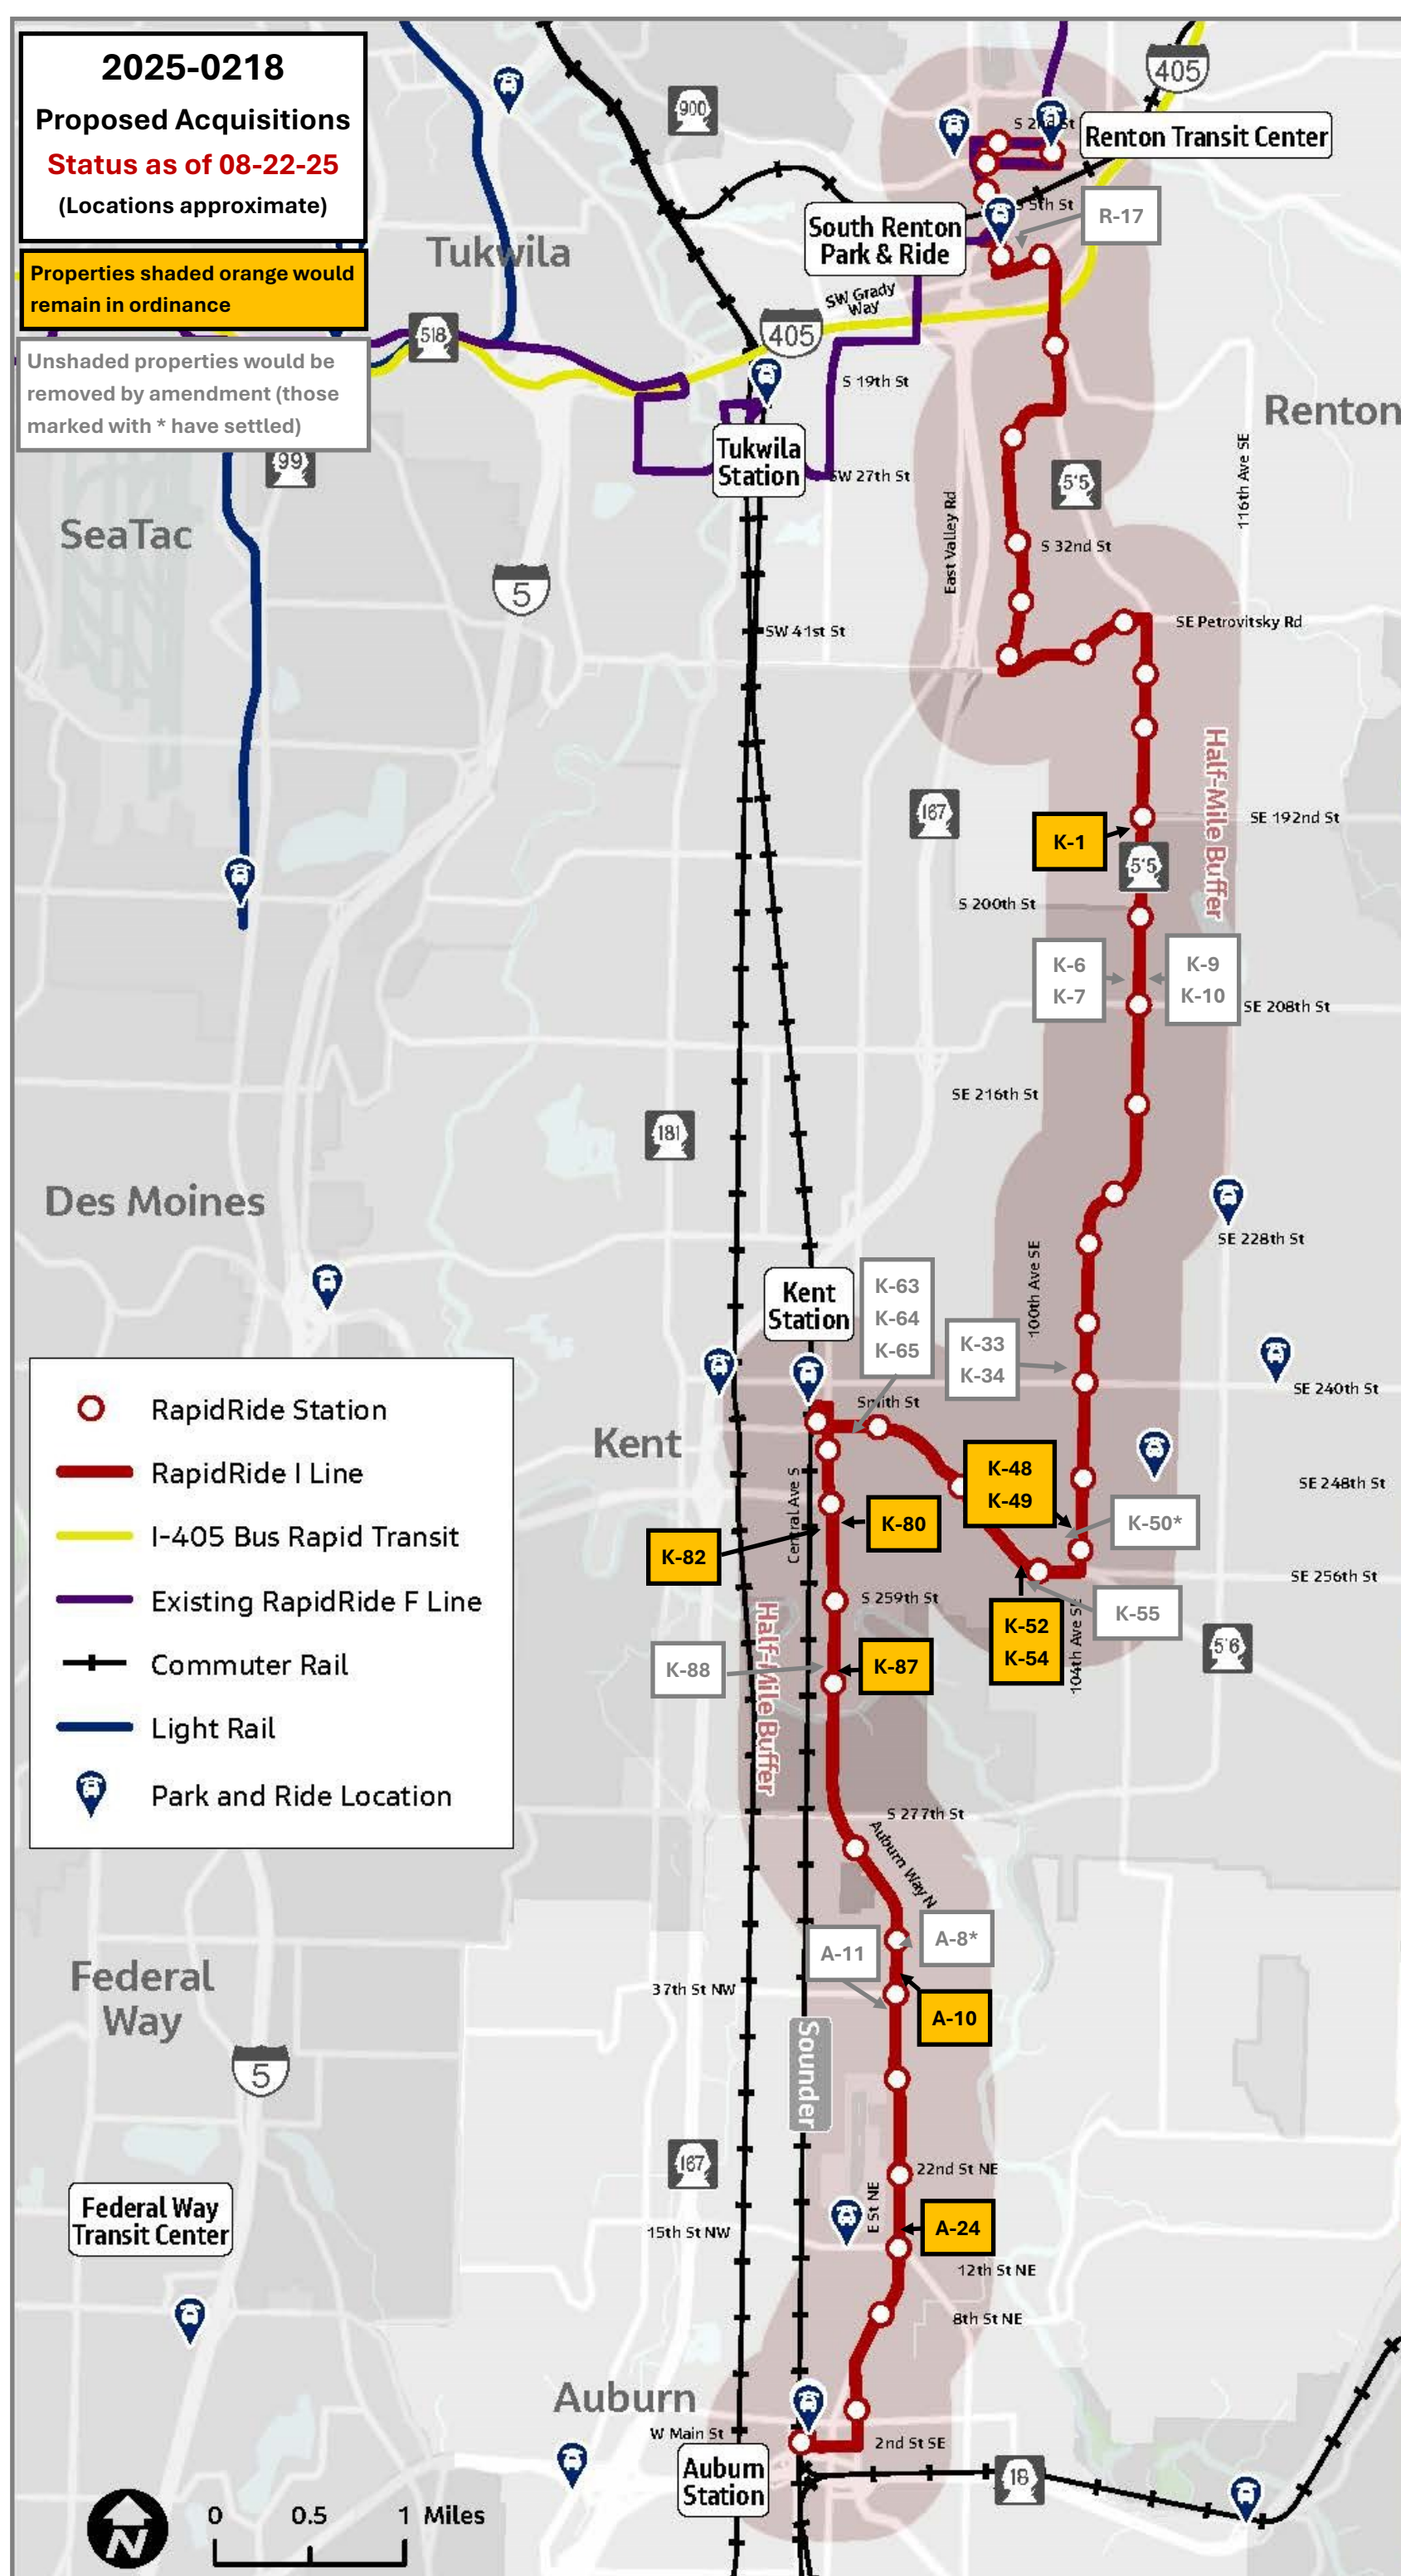 2025-0218
Proposed Acquisitions
Status as of 08-22-25
(Locations approximate)
Properties shaded orange would
remain in ordinance
Unshaded properties would be
removed by amendment (those
marked with * have settled)
900
405
S 2nd St
Renton Transit Center
S 5th St
R-17
South Renton
Park & Ride
Tukwila
SW Grady
Way
518
405
S 19th St
Renton
Tukwila
Station
SW 27th St
99
515
116th Ave SE
SeaTac
East Valley Rd
S 32nd St
5
SW 41st St
SE Petrovitsky Rd
Half-Mile Buffer
167
SE 192nd St
K-1
515
S 200th St
K-6
K-7
K-9
K-10
SE 208th St
SE 216th St
181
Des Moines
SE 228th St
100th Ave SE
Kent
Station
K-63
K-64
K-65
K-33
K-34
SE 240th St
Smith St
Kent
K-48
K-49
SE 248th St
Central Ave S
K-80
K-50*
K-82
SE 256th St
S 259th St
K-52
K-54
K-55
104th Ave SE
516
Half-Mile Buffer
K-88
K-87
RapidRide Station
RapidRide I Line
I-405 Bus Rapid Transit
Existing RapidRide F Line
Commuter Rail
Light Rail
Park and Ride Location
S 277th St
Auburn Way N
A-11
A-8*
Federal
Way
37th St NW
A-10
Sounder
5
167
22nd St NE
E St NE
Federal Way
Transit Center
15th St NW
A-24
12th St NE
8th St NE
Auburn
W Main St
2nd St SE
Auburn
Station
18
N
0 0.5 1 Miles